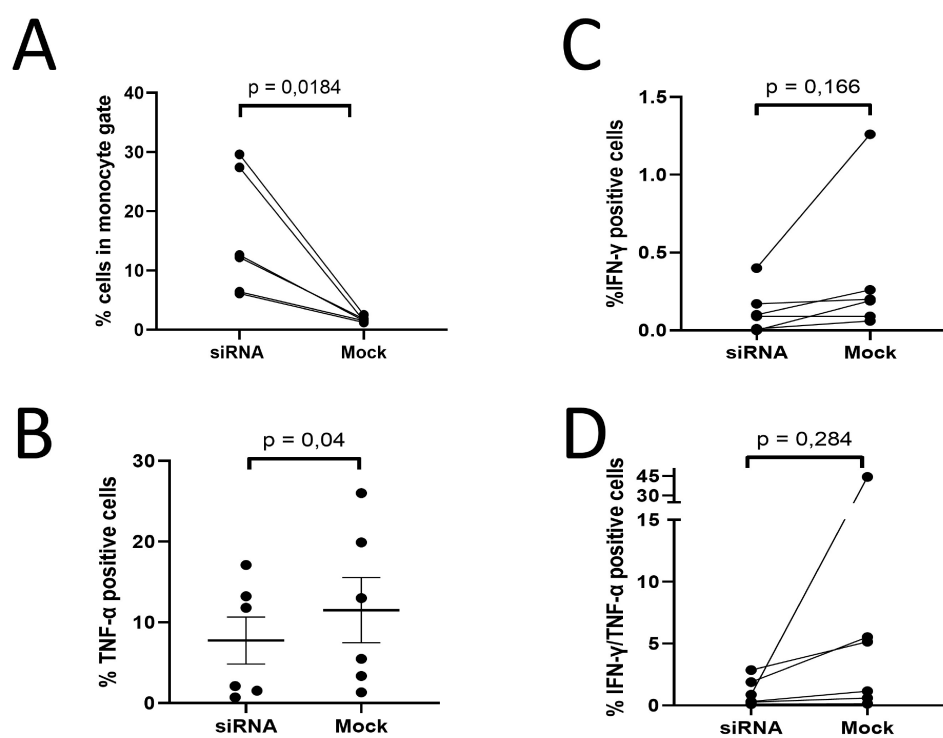 A
p = 0,0184
% cells in monocyte gate
40
30
20
10
0
siRNA
Mock
C
p = 0,166
%IFN-γ positive cells
1.5
1.0
0.5
0.0
siRNA
Mock
B
p = 0,04
% TNF-α positive cells
30
20
10
0
siRNA
Mock
D
p = 0,284
% IFN-γ/TNF-α positive cells
45
30
15
10
5
0
siRNA
Mock